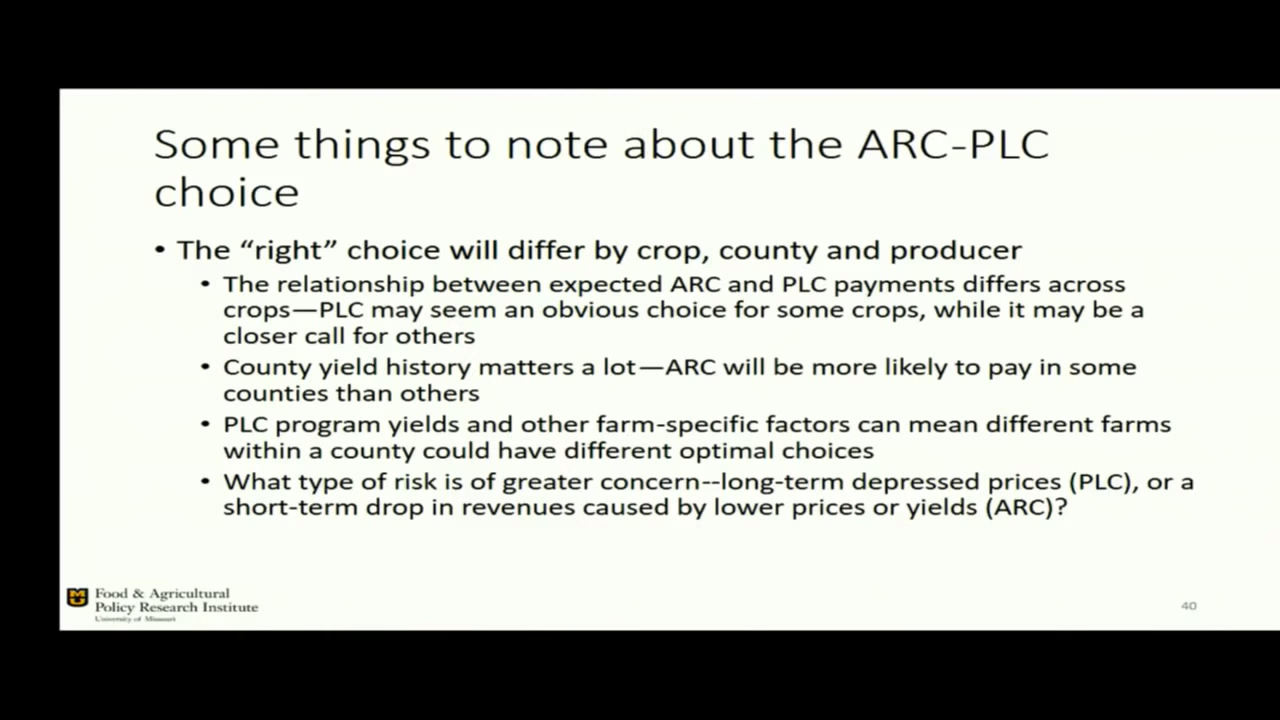 Some things to note about the ARC-PLC
choice
• The “right” choice will differ by crop, county and producer
• The relationship between expected ARC and PLC payments differs across
crops—PLC may seem an obvious choice for some crops, while it may be a
closer call for others
• County yield history matters a lot—ARC will be more likely to pay in some
counties than others
• PLC program yields and other farm-specific factors can mean different farms
within a county could have different optimal choices
• What type of risk is of greater concern--long-term depressed prices (PLC), or a
short-term drop in revenues caused by lower prices or yields (ARC)?
Food & Agricultural
Policy Research Institute
University of Missouri
40